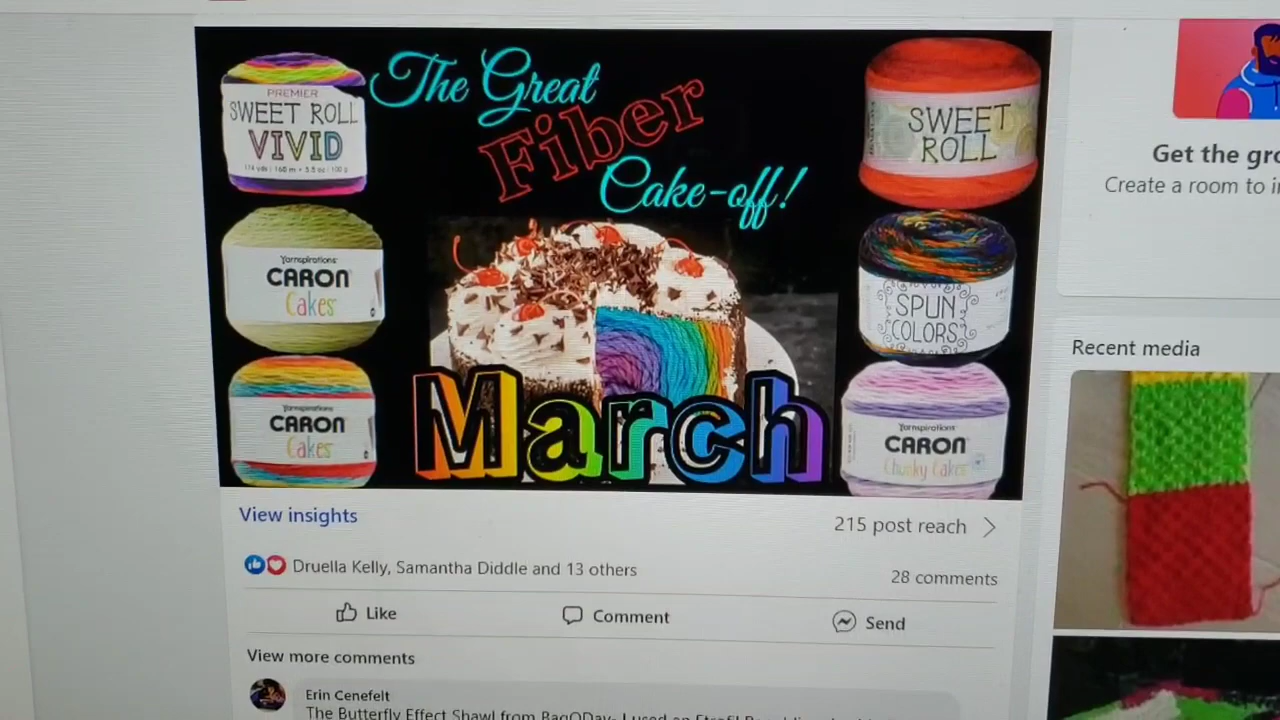 The Great
Fiber
Cake-off!
PREMIER
SWEET ROLL
VIVID
SWEET
ROLL
Yarnspirations
CARON
Cakes
SPUN
COLORS
Yarnspirations
CARON
Cakes
March
Yarnspirations
CARON
Chunky Cakes
View insights
215 post reach
Druella Kelly, Samantha Diddle and 13 others
28 comments
Like
Comment
Send
View more comments
Erin Cenefelt
The Butterfly Effect Shawl from BagODay- I used an
Get the
Create a room to
Recent media